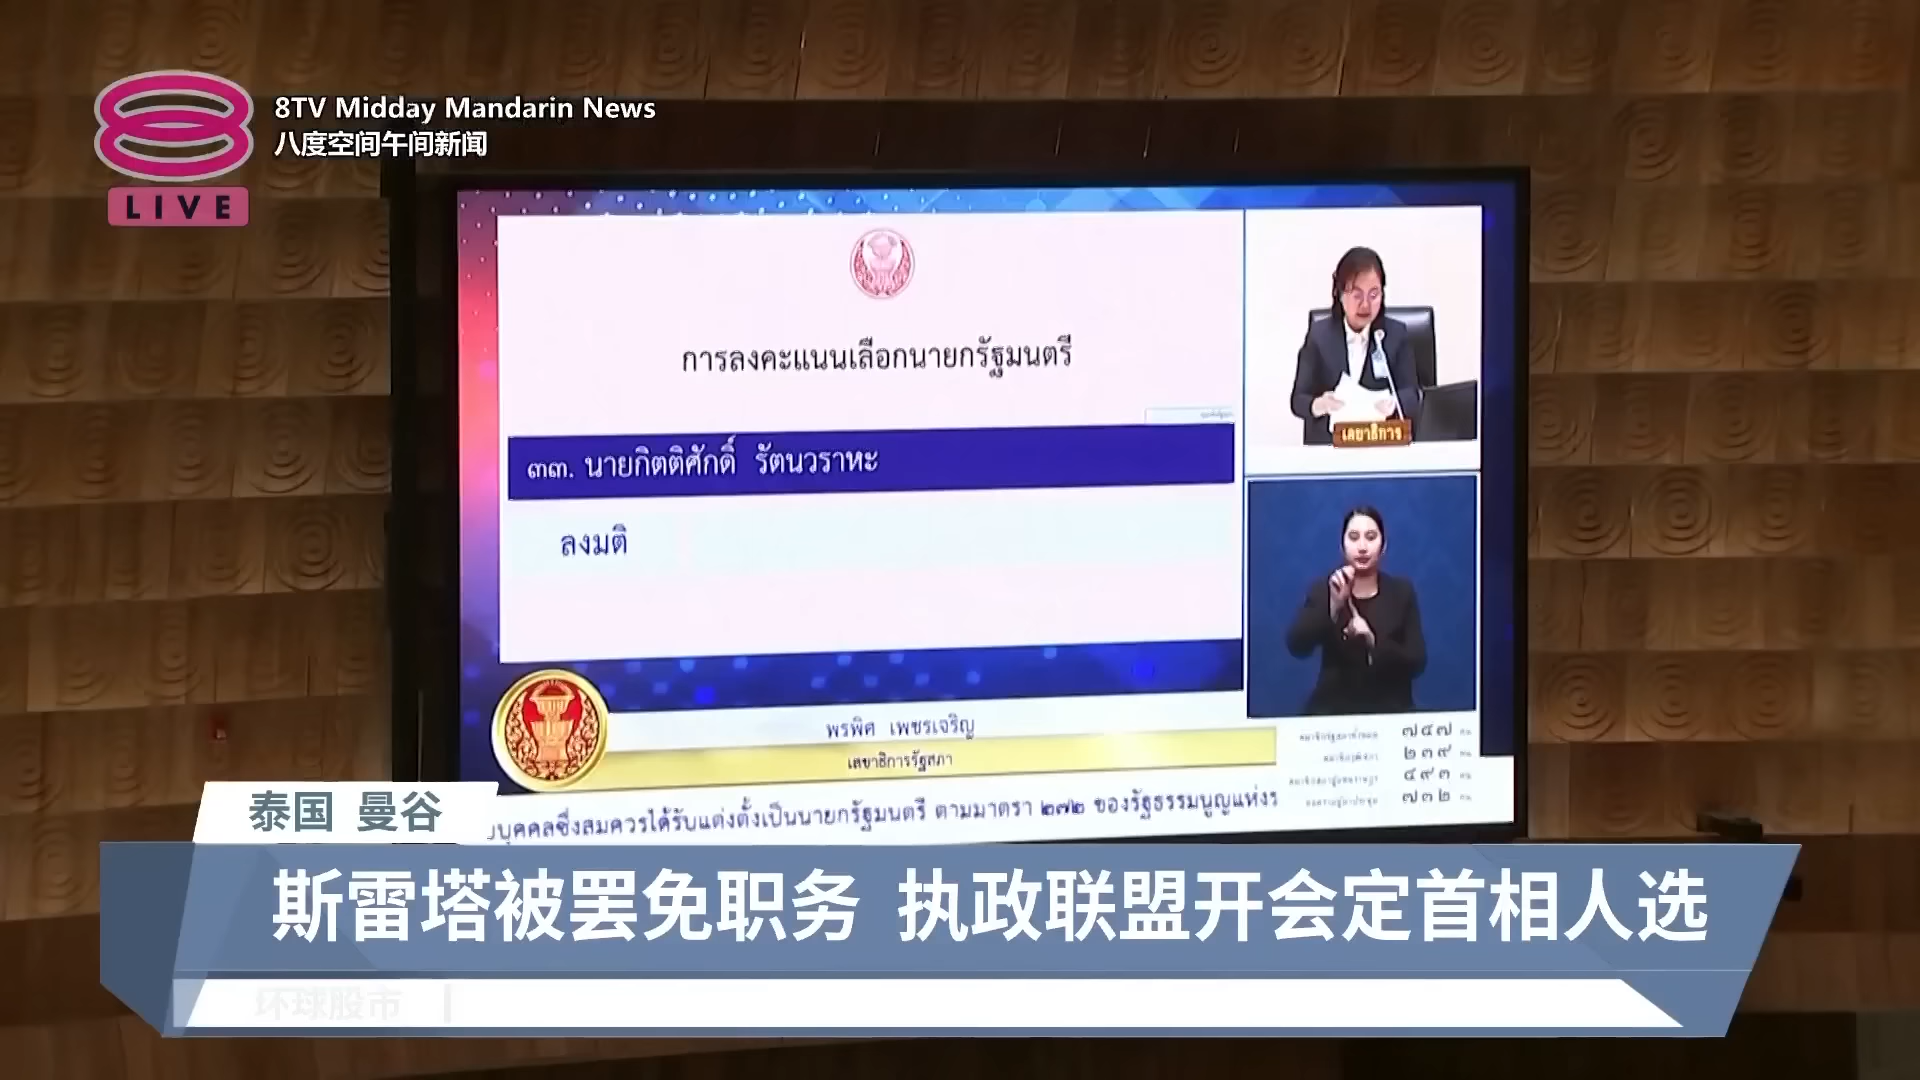 8TV Midday Mandarin News
八度空间午间新闻
LIVE
การลงคะแนนเลือกนายกรัฐมนตรี
๓๓. นายกิตติศักดิ์ รัตนวราหะ
ลงมติ
เลขาธิการ
พรพิศ เพชรเจริญ
เลขาธิการรัฐสภา
๗๔๗
๒๓๙
๔๙๓
๗๓๒
บุคคลซึ่งสมควรได้รับแต่งตั้งเป็นนายกรัฐมนตรี ตามมาตรา ๒๗๒ ของรัฐธรรมนูญแห่งร
泰国 曼谷
斯雷塔被罢免职务 执政联盟开会定首相人选
环球股市